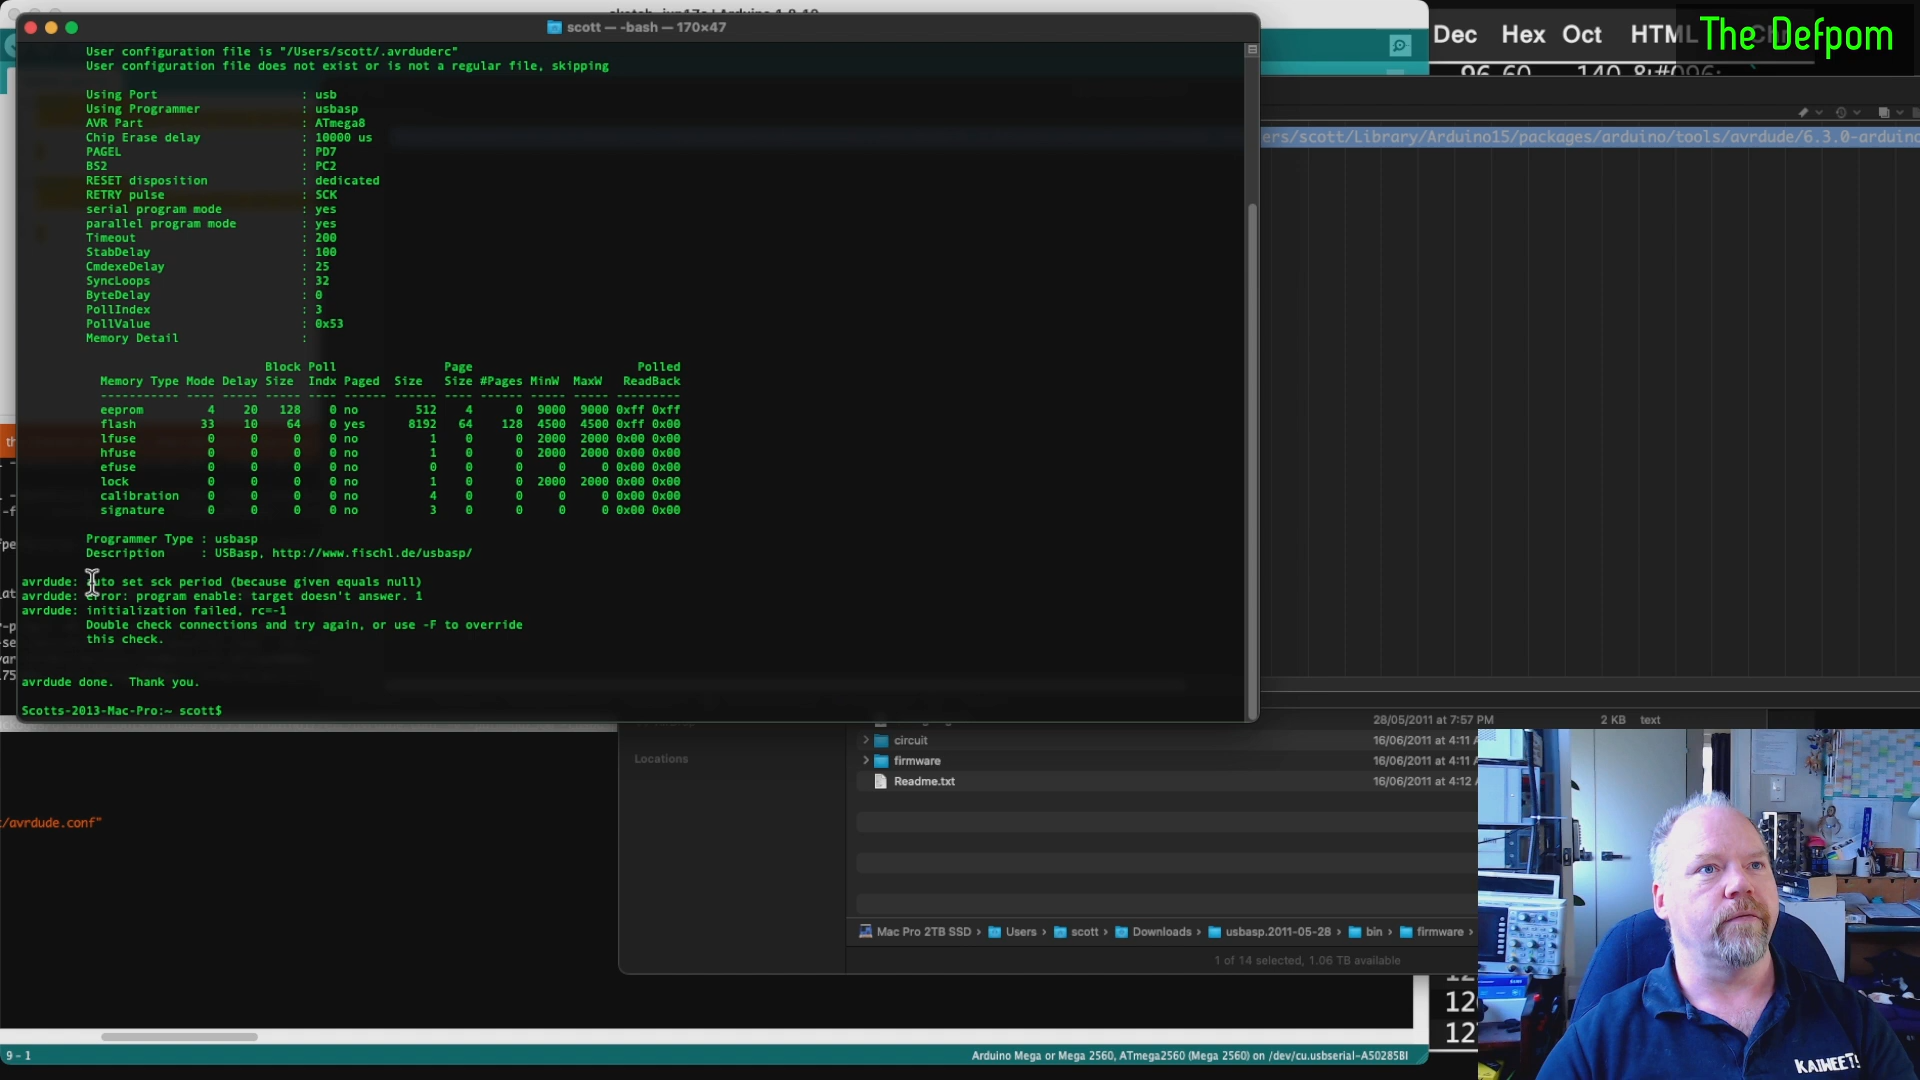 scott — -bash — 170×47
User configuration file is "/Users/scott/.avrduderc"
User configuration file does not exist or is not a regular file, skipping
Using Port : usb
Using Programmer : usbasp
AVR Part : ATmega8
Chip Erase delay : 10000 us
PAGEL : PD7
BS2 : PC2
RESET disposition : dedicated
RETRY pulse : SCK
serial program mode : yes
parallel program mode : yes
Timeout : 200
StabDelay : 100
CmdexeDelay : 25
SyncLoops : 32
ByteDelay : 0
PollIndex : 3
PollValue : 0x53
Memory Detail :
Block Poll Page Polled
Memory Type Mode Delay Size Indx Paged Size Size #Pages MinW MaxW ReadBack
----------- ---- ----- ----- ---- ------ ------ ---- ------ ----- ----- ---------
eeprom 4 20 128 0 no 512 4 0 9000 9000 0xff 0xff
flash 33 10 64 0 yes 8192 64 128 4500 4500 0xff 0x00
lfuse 0 0 0 0 no 1 0 0 2000 2000 0x00 0x00
hfuse 0 0 0 0 no 1 0 0 2000 2000 0x00 0x00
efuse 0 0 0 0 no 0 0 0 0 0 0x00 0x00
lock 0 0 0 0 no 1 0 0 2000 2000 0x00 0x00
calibration 0 0 0 0 no 4 0 0 0 0 0x00 0x00
signature 0 0 0 0 no 3 0 0 0 0 0x00 0x00
Programmer Type : usbasp
Description : USBasp, http://www.fischl.de/usbasp/
avrdude: auto set sck period (because given equals null)
avrdude: error: program enable: target doesn't answer. 1
avrdude: initialization failed, rc=-1
Double check connections and try again, or use -F to override
this check.
avrdude done. Thank you.
Scotts-2013-Mac-Pro:~ scott$
Dec Hex Oct HTML
The Defpom
96 60 140 &#096;
ers/scott/Library/Arduino15/packages/arduino/tools/avrdude/6.3.0-arduino
28/05/2011 at 7:57 PM 2 KB text
Locations
circuit 16/06/2011 at 4:11
firmware 16/06/2011 at 4:11
Readme.txt 16/06/2011 at 4:12
/avrdude.conf"
Mac Pro 2TB SSD › Users › scott › Downloads › usbasp.2011-05-28 › bin › firmware ›
1 of 14 selected, 1.06 TB available
9 - 1
Arduino Mega or Mega 2560, ATmega2560 (Mega 2560) on /dev/cu.usbserial-A50285BI
KAIWEETS